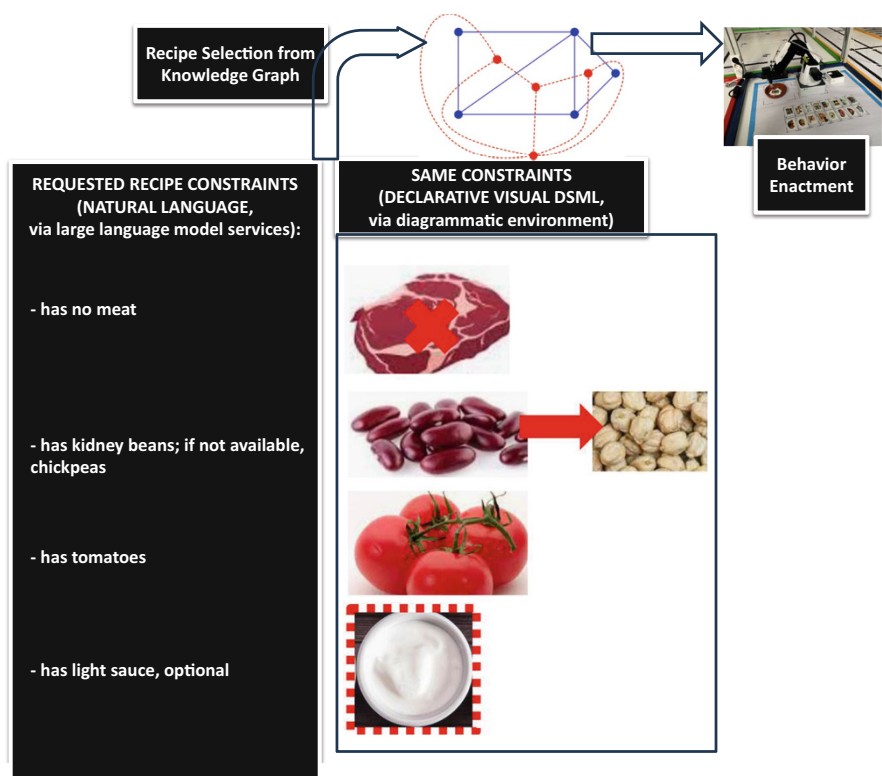 Recipe Selection from
Knowledge Graph
Behavior
Enactment
REQUESTED RECIPE CONSTRAINTS
(NATURAL LANGUAGE,
via large language model services):
- has no meat
- has kidney beans; if not available,
chickpeas
- has tomatoes
- has light sauce, optional
SAME CONSTRAINTS
(DECLARATIVE VISUAL DSML,
via diagrammatic environment)